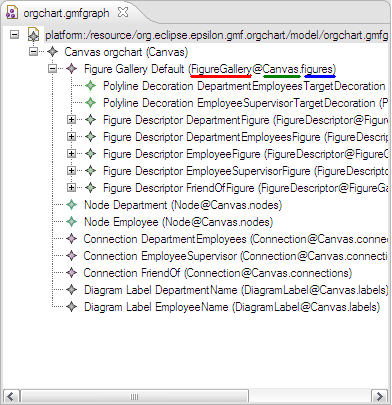 orgchart.gmfgraph
platform:/resource/org.eclipse.epsilon.gmf.orgchart/model/orgchart.gmfg
Canvas orgchart (Canvas)
Figure Gallery Default (FigureGallery@Canvas.figures)
Polyline Decoration DepartmentEmployeesTargetDecoration
Polyline Decoration EmployeeSupervisorTargetDecoration (P
Figure Descriptor DepartmentFigure (FigureDescriptor@Figure
Figure Descriptor DepartmentEmployeesFigure (FigureDescrip
Figure Descriptor EmployeeFigure (FigureDescriptor@FigureG
Figure Descriptor EmployeeSupervisorFigure (FigureDescripto
Figure Descriptor FriendOfFigure (FigureDescriptor@FigureGa
Node Department (Node@Canvas.nodes)
Node Employee (Node@Canvas.nodes)
Connection DepartmentEmployees (Connection@Canvas.connec
Connection EmployeeSupervisor (Connection@Canvas.connectio
Connection FriendOf (Connection@Canvas.connections)
Diagram Label DepartmentName (DiagramLabel@Canvas.labels)
Diagram Label EmployeeName (DiagramLabel@Canvas.labels)